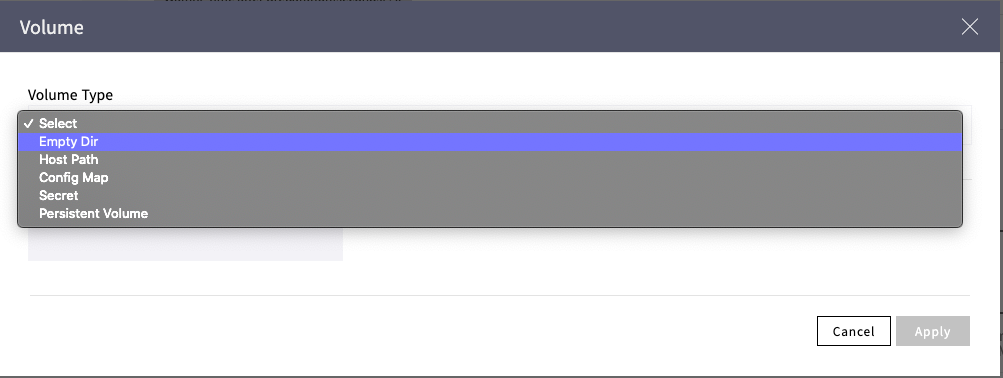 Volume
Volume Type
✓ Select
Empty Dir
Host Path
Config Map
Secret
Persistent Volume
Cancel
Apply